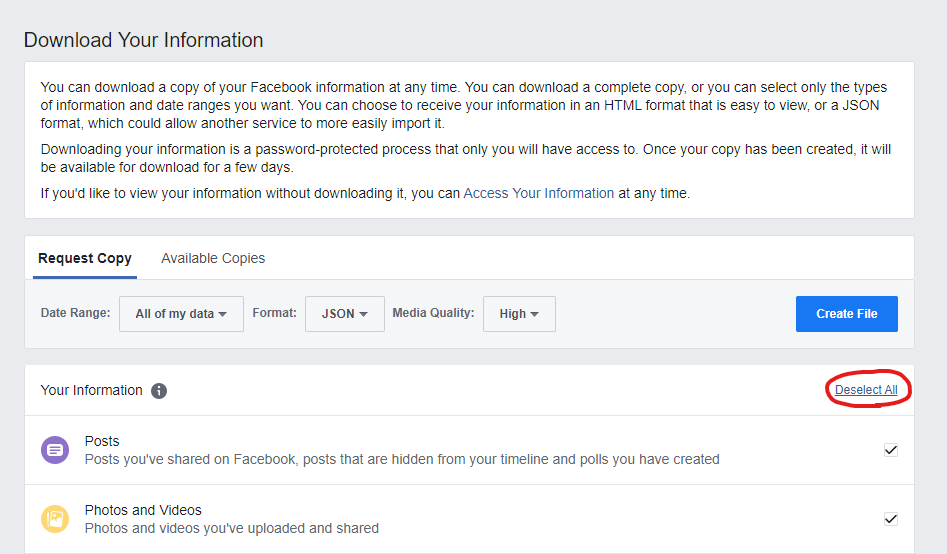 Download Your Information
You can download a copy of your Facebook information at any time. You can download a complete copy, or you can select only the types
of information and date ranges you want. You can choose to receive your information in an HTML format that is easy to view, or a JSON
format, which could allow another service to more easily import it.
Downloading your information is a password-protected process that only you will have access to. Once your copy has been created, it will
be available for download for a few days.
If you'd like to view your information without downloading it, you can Access Your Information at any time.
Request Copy Available Copies
Date Range: All of my data Format: JSON Media Quality: High Create File
Your Information Deselect All
Posts
Posts you've shared on Facebook, posts that are hidden from your timeline and polls you have created
Photos and Videos
Photos and videos you've uploaded and shared